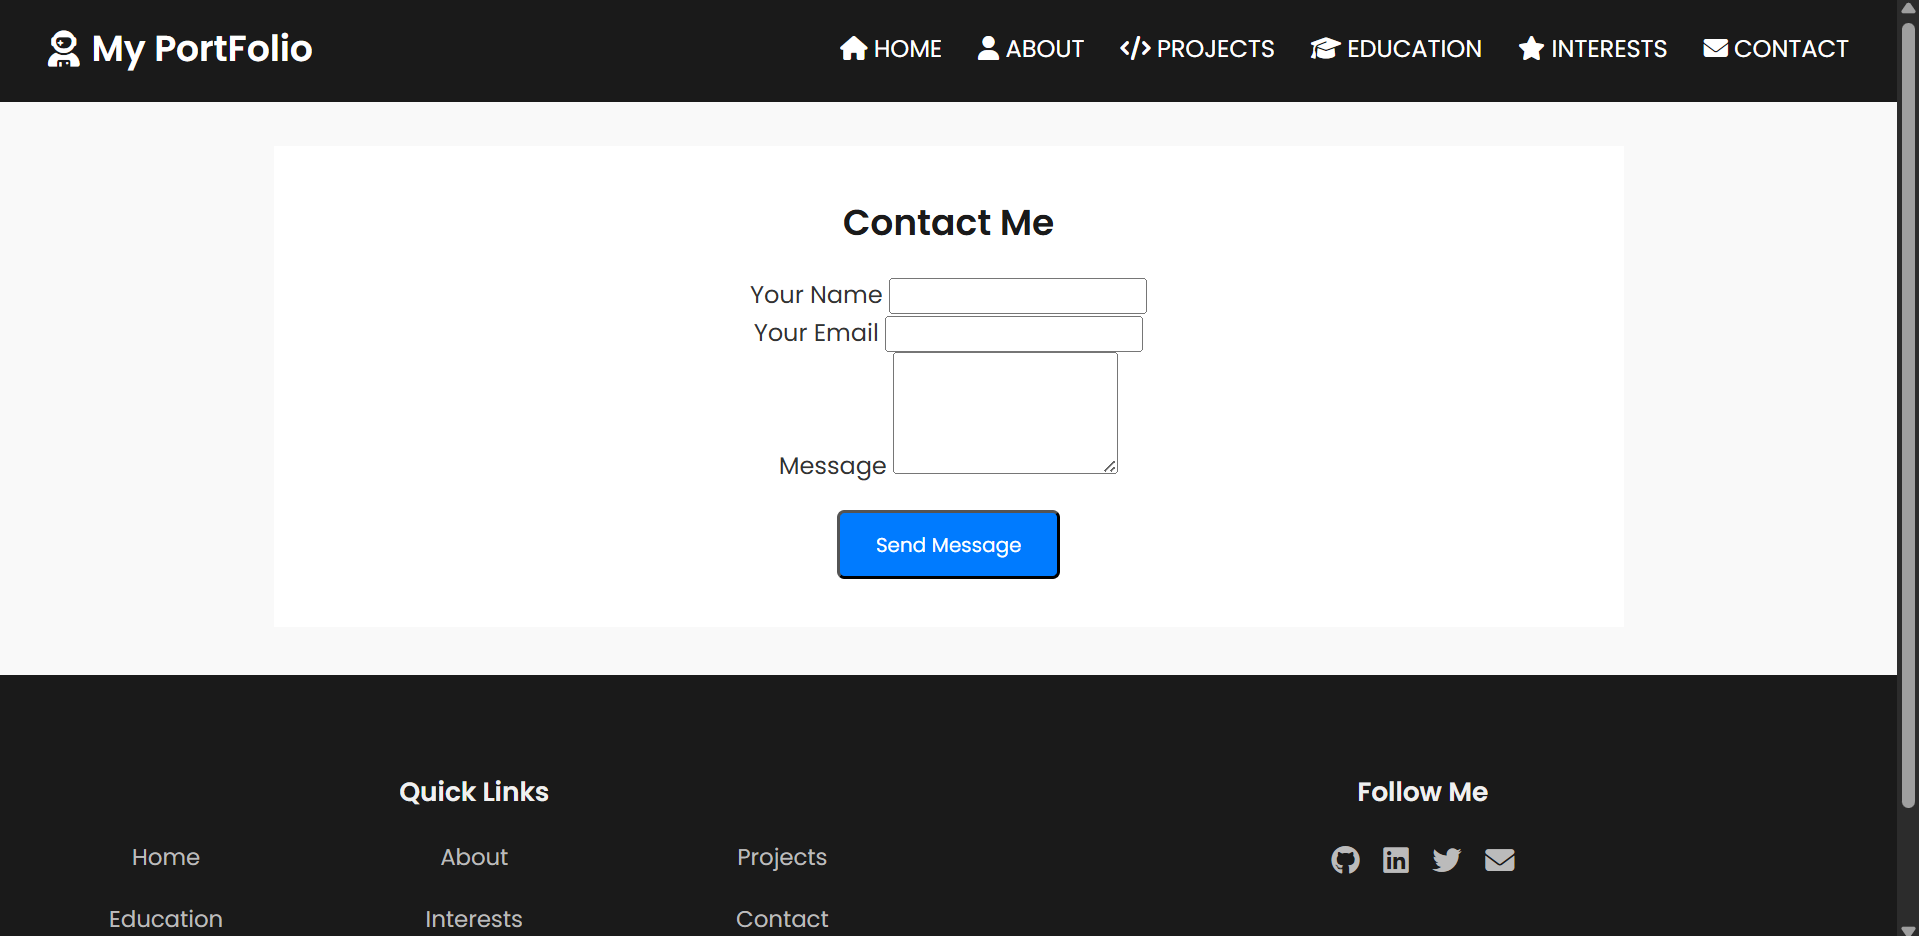 My PortFolio
HOME ABOUT PROJECTS EDUCATION INTERESTS CONTACT
Contact Me
Your Name
Your Email
Message
Send Message
Quick Links
Follow Me
Home About Projects
Education Interests Contact